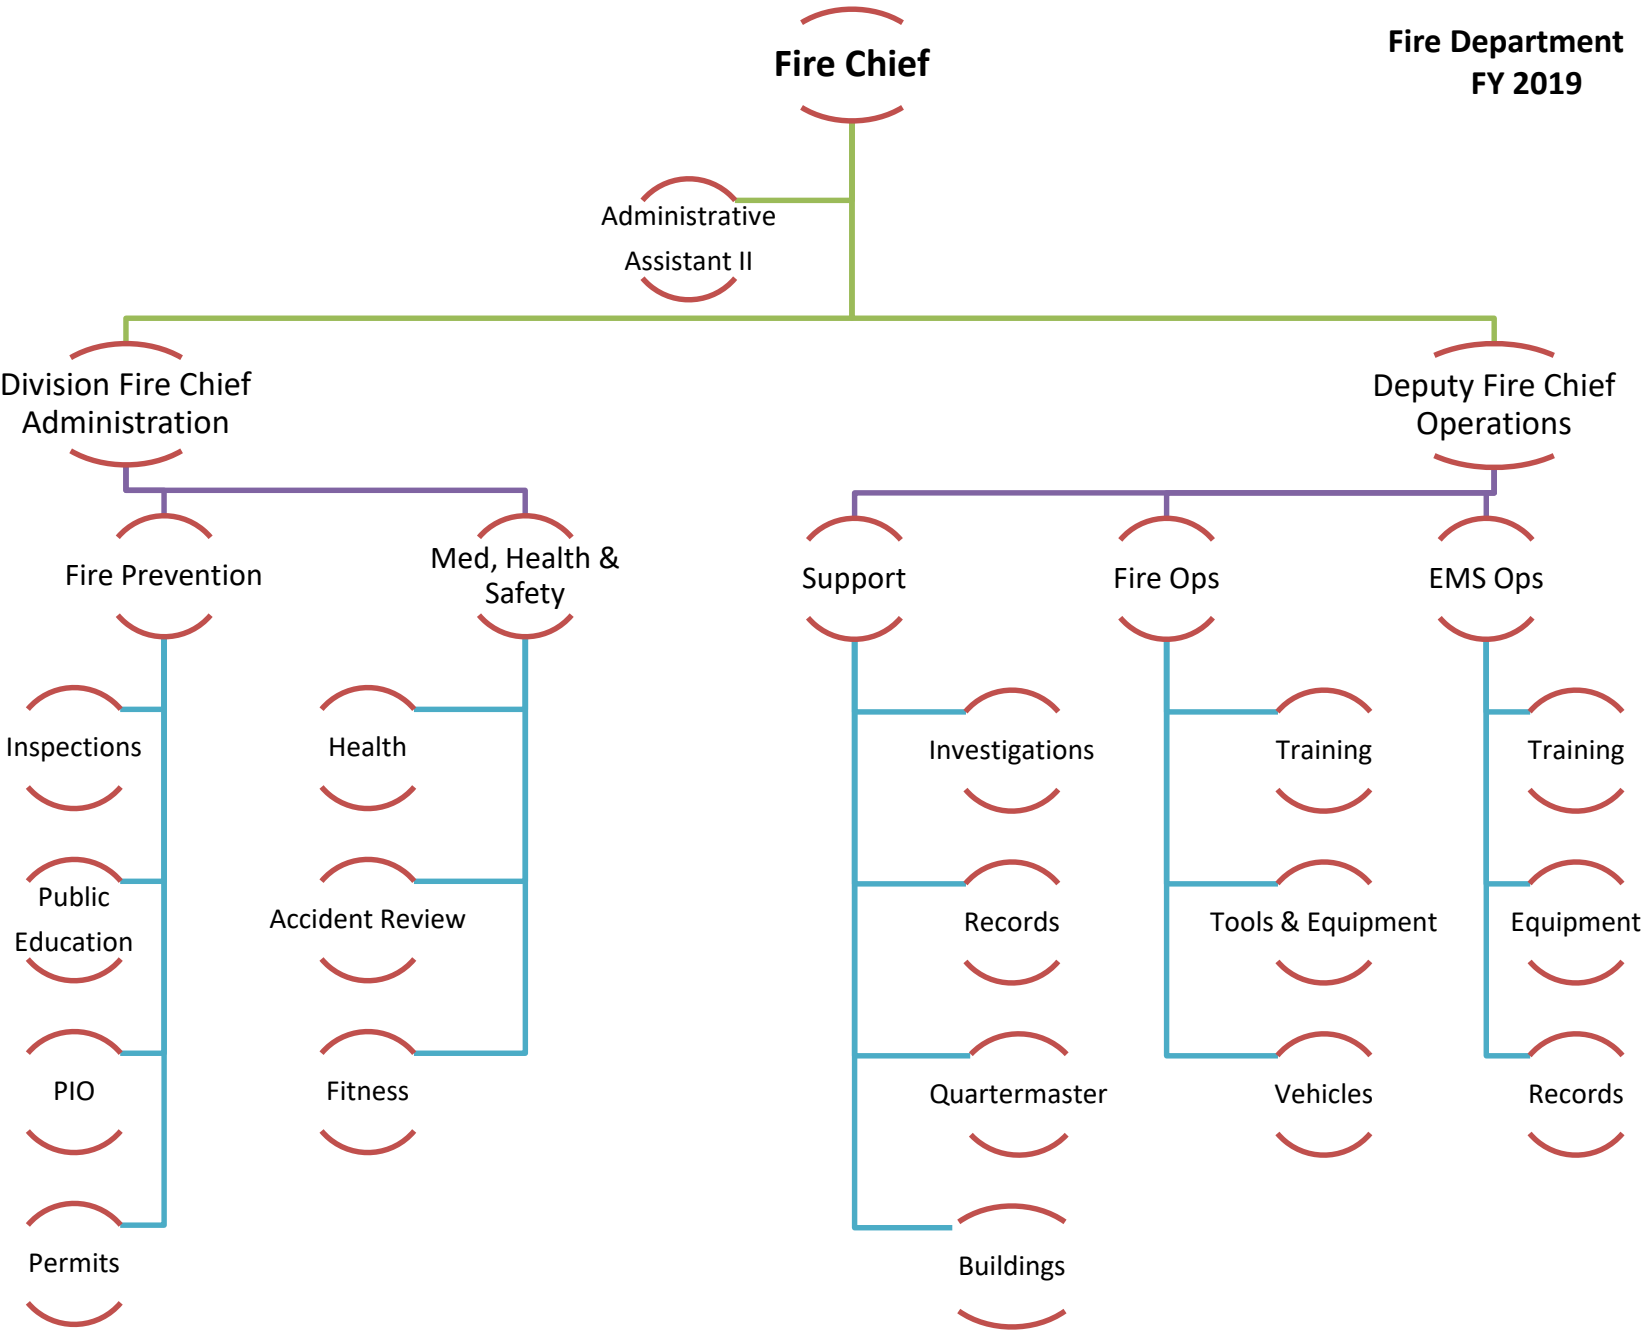 Fire Department
FY 2019
Fire Chief
Administrative
Assistant II
Division Fire Chief
Administration
Deputy Fire Chief
Operations
Fire Prevention
Med, Health &
Safety
Support
Fire Ops
EMS Ops
Inspections
Health
Investigations
Training
Training
Public
Education
Accident Review
Records
Tools & Equipment
Equipment
PIO
Fitness
Quartermaster
Vehicles
Records
Permits
Buildings